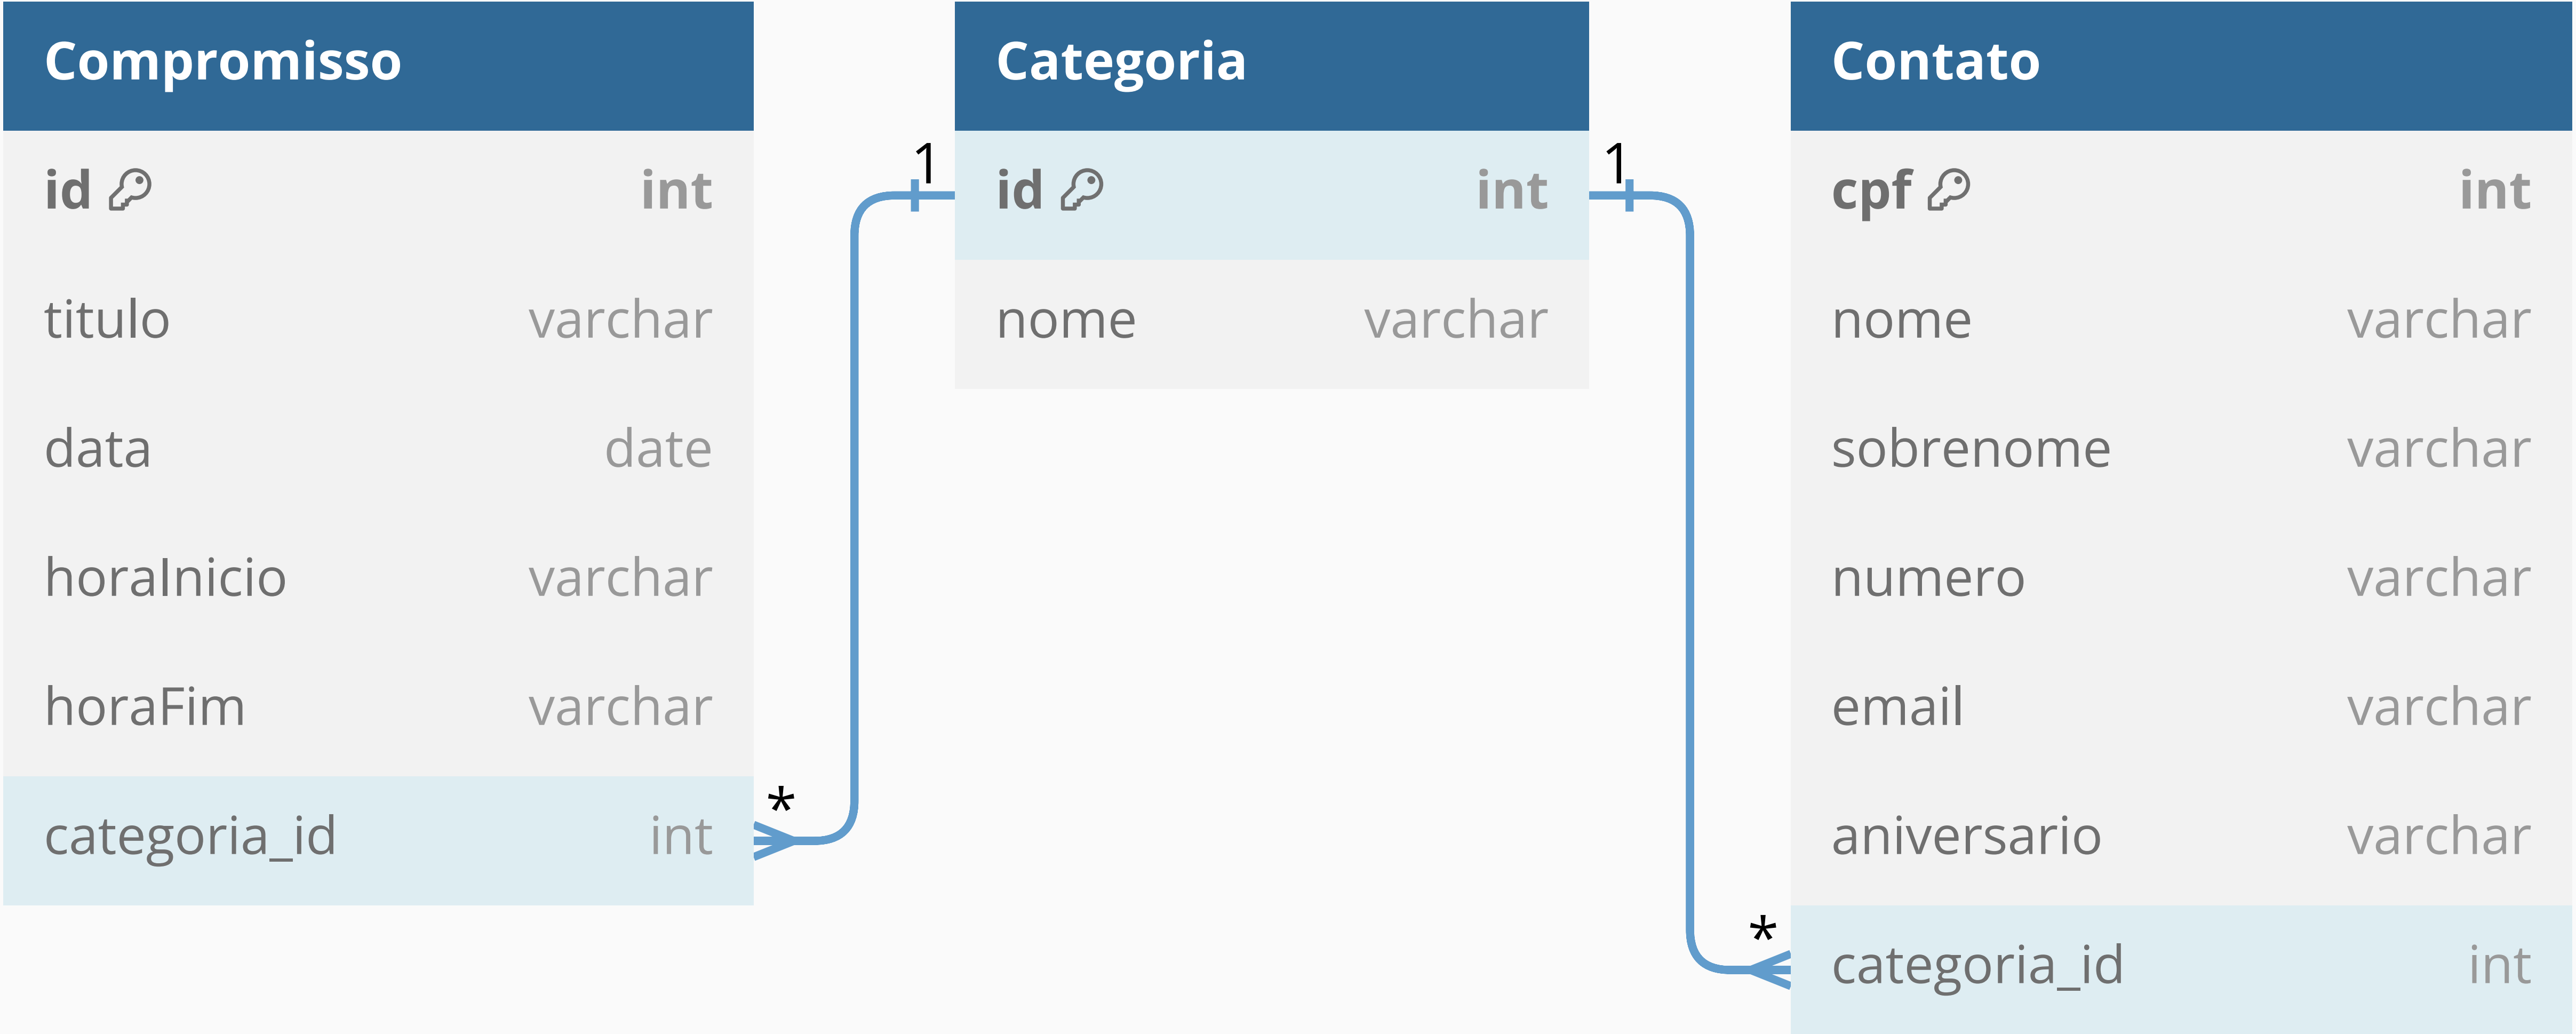 Compromisso
id int
titulo varchar
data date
horaInicio varchar
horaFim varchar
categoria_id int
*
1
Categoria
id int
nome varchar
1
*
Contato
cpf int
nome varchar
sobrenome varchar
numero varchar
email varchar
aniversario varchar
categoria_id int